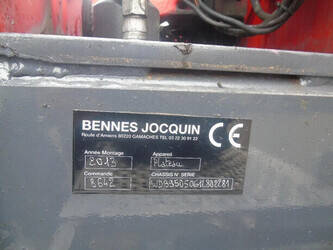 BENNES JOCQUIN CE
Route d'Amiens 80220 GAMACHES TEL 03 22 30 91 23
Année Montage Appareil
2013 Plateau
Commande CHASSIS N° SERIE
8642